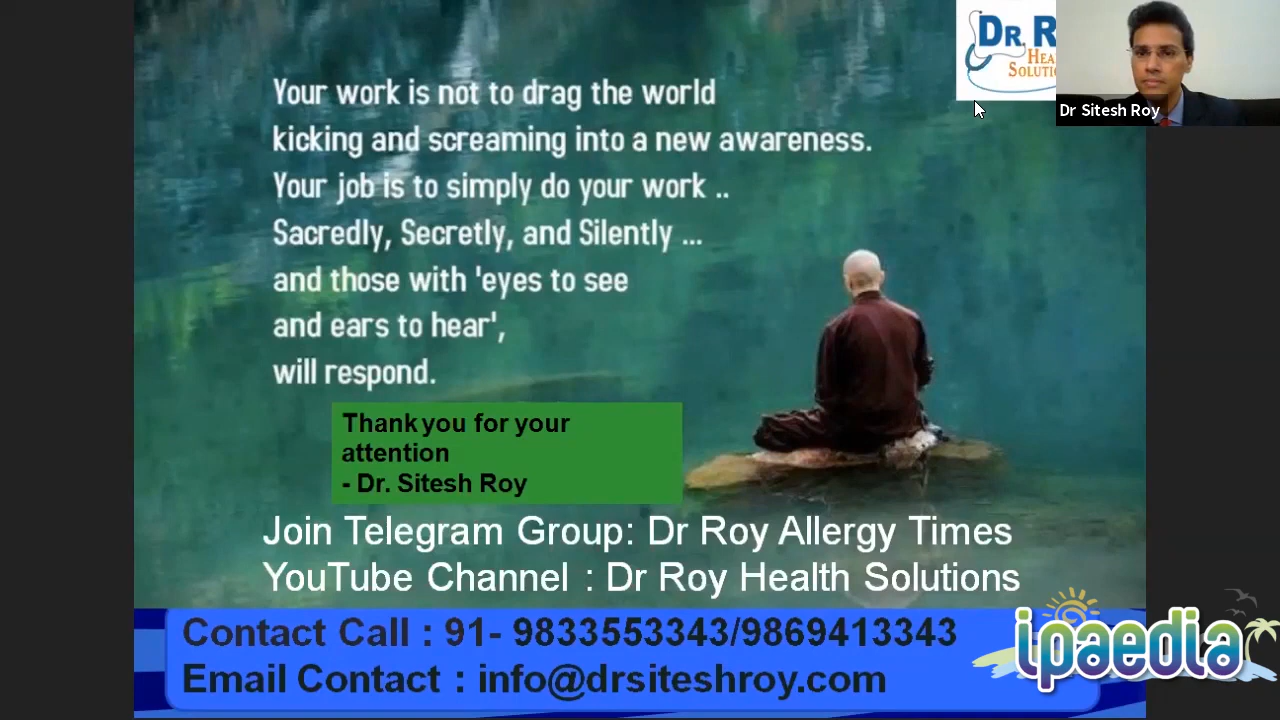 Your work is not to drag the world
kicking and screaming into a new awareness.
Your job is to simply do your work ..
Sacredly, Secretly, and Silently ...
and those with 'eyes to see
and ears to hear',
will respond.
DR. R
HEA
SOLUTIO
Dr Sitesh Roy
Thank you for your
attention
- Dr. Sitesh Roy
Join Telegram Group: Dr Roy Allergy Times
YouTube Channel : Dr Roy Health Solutions
Contact Call : 91- 9833553343/9869413343
Email Contact : info@drsiteshroy.com
ipaedia